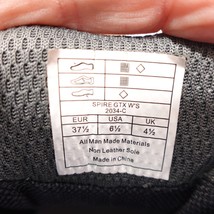 SPIRE GTX W'S
2034-C
EUR USA UK
37½ 6½ 4½
All Man Made Materials
Non Leather Sole
Made in China